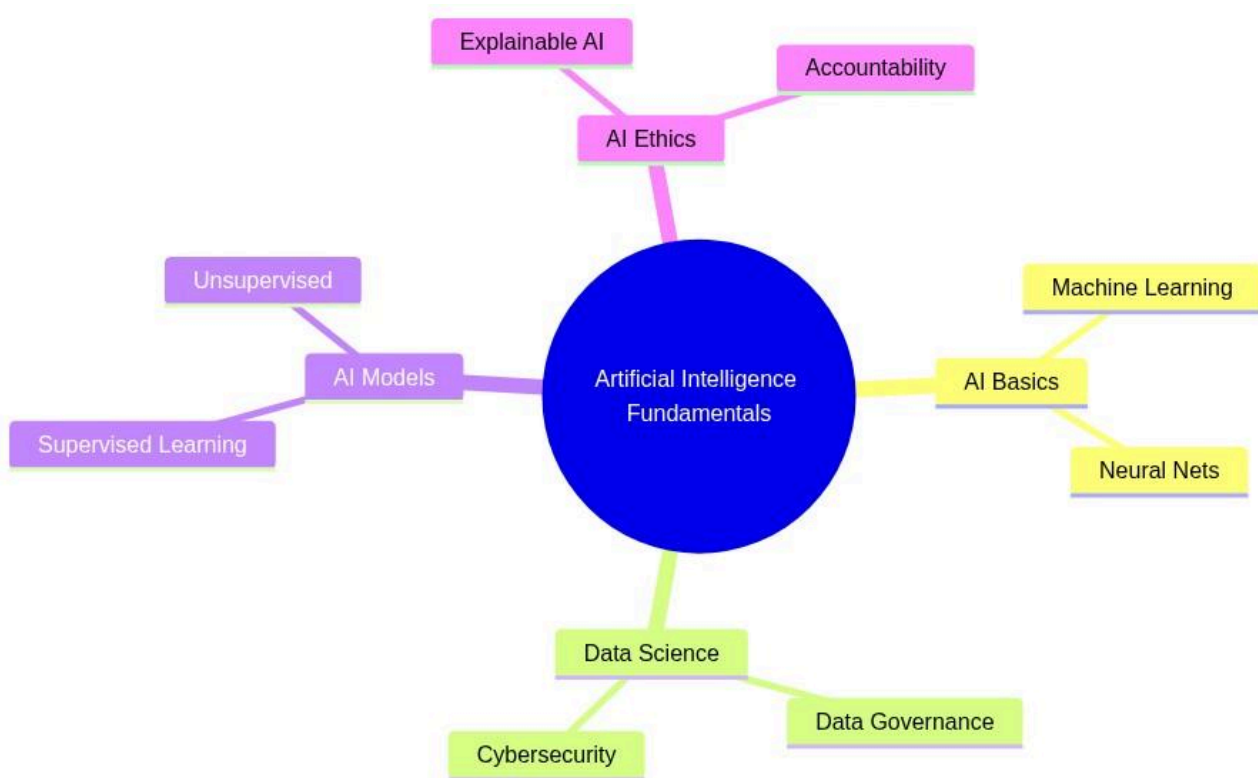 Explainable AI
Accountability
AI Ethics
Unsupervised
Machine Learning
AI Models
Artificial Intelligence
Fundamentals
AI Basics
Supervised Learning
Neural Nets
Data Science
Data Governance
Cybersecurity